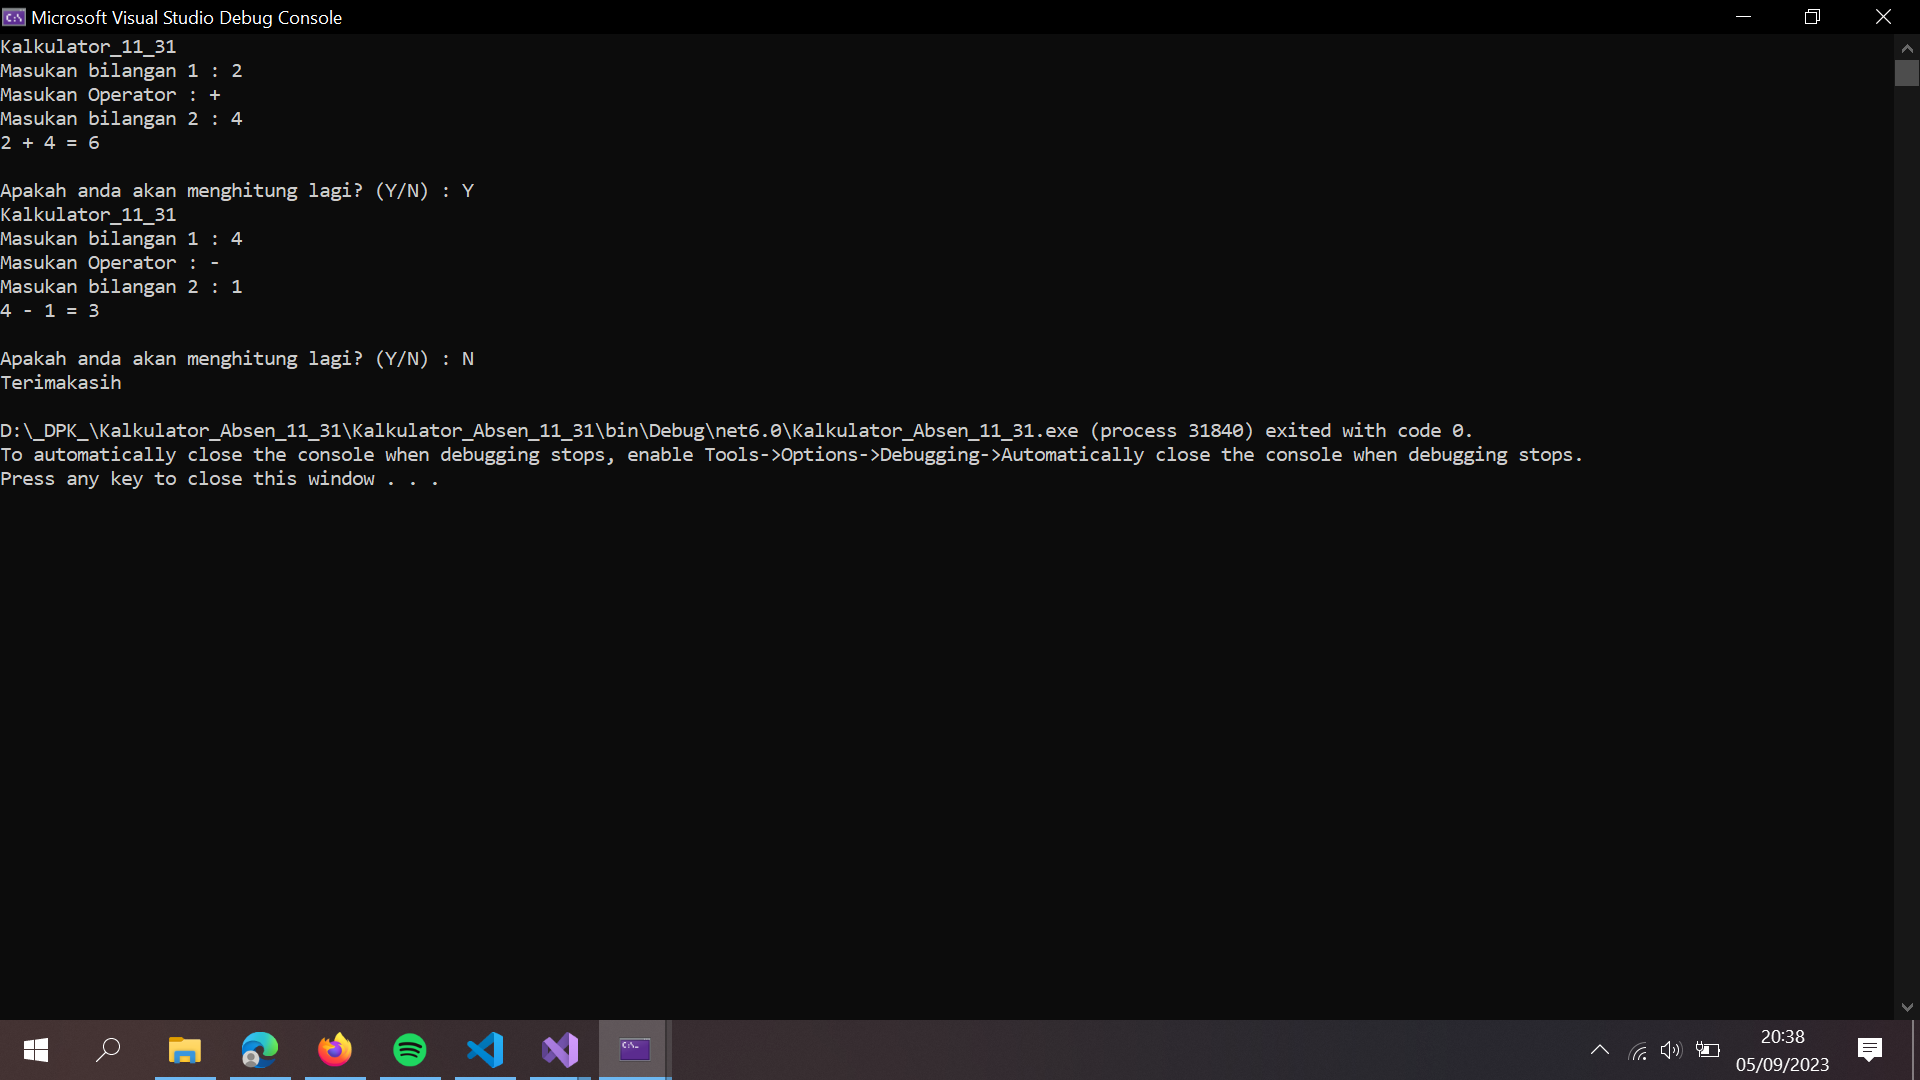 Microsoft Visual Studio Debug Console
Kalkulator_11_31
Masukan bilangan 1 : 2
Masukan Operator : +
Masukan bilangan 2 : 4
2 + 4 = 6
Apakah anda akan menghitung lagi? (Y/N) : Y
Kalkulator_11_31
Masukan bilangan 1 : 4
Masukan Operator : -
Masukan bilangan 2 : 1
4 - 1 = 3
Apakah anda akan menghitung lagi? (Y/N) : N
Terimakasih
D:\_DPK_\Kalkulator_Absen_11_31\Kalkulator_Absen_11_31\bin\Debug\net6.0\Kalkulator_Absen_11_31.exe (process 31840) exited with code 0.
To automatically close the console when debugging stops, enable Tools->Options->Debugging->Automatically close the console when debugging stops.
Press any key to close this window . . .
20:38
05/09/2023